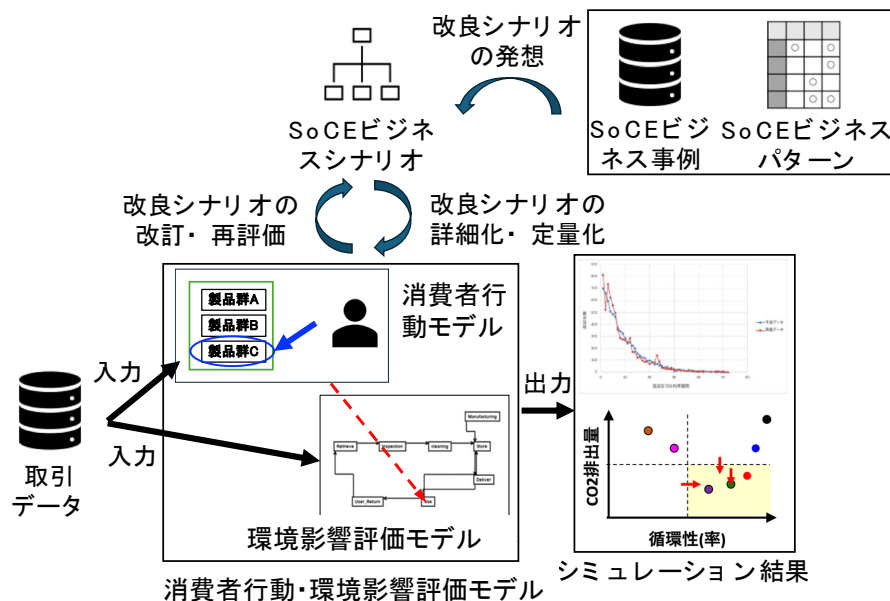 改良シナリオ
の発想
SoCEビジネ
スシナリオ
SoCEビジ
ネス事例
SoCEビジネス
パターン
改良シナリオの
改訂・再評価
改良シナリオの
詳細化・定量化
製品群A
製品群B
製品群C
消費者行
動モデル
入力
入力
取引
データ
出力
Manufacturing
Retrieve
Inspection
cleaning
Store
Deliver
User_Return
Use
環境影響評価モデル
消費者行動・環境影響評価モデル
CO2排出量
循環性(率)
シミュレーション結果